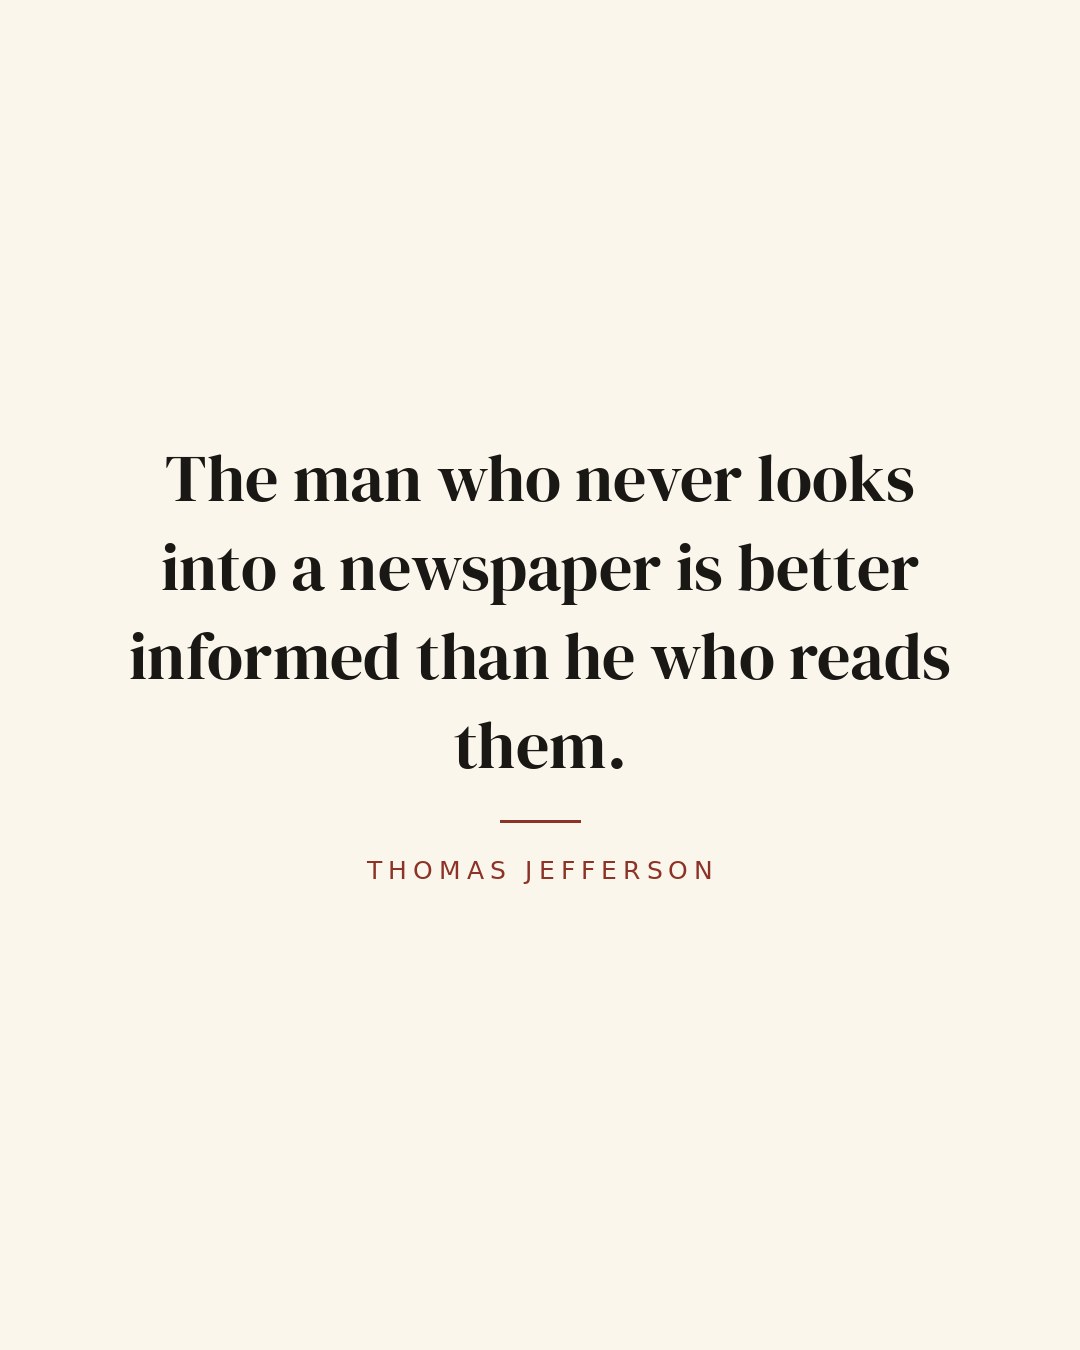 The man who never looks
into a newspaper is better
informed than he who reads
them.
THOMAS JEFFERSON